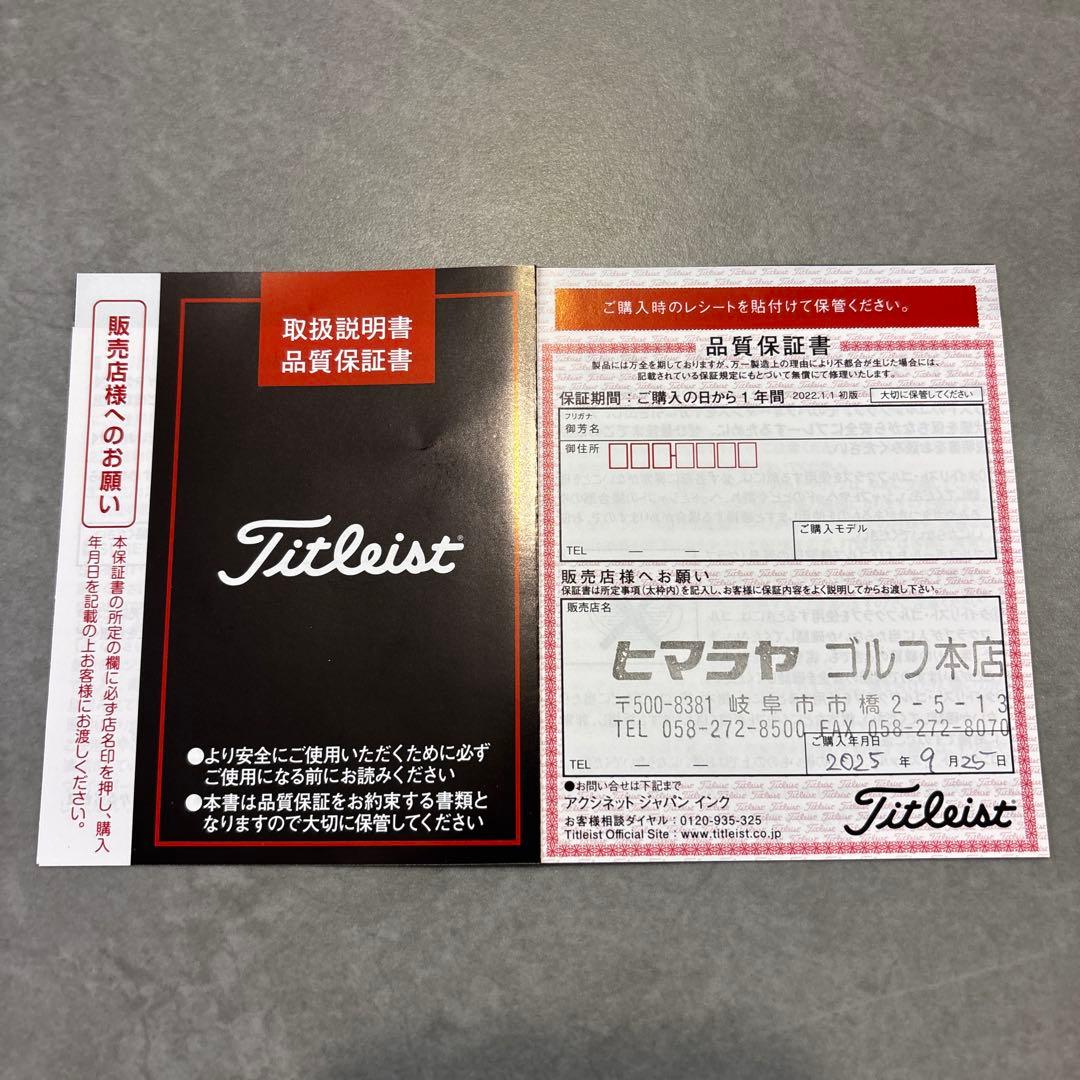 販売店様へのお願い
本保証書の所定の欄に必ず店名印を押し、購入
年月日を記載の上お客様にお渡しください。
取扱説明書
品質保証書
Titleist®
●より安全にご使用いただくために必ず
ご使用になる前にお読みください
●本書は品質保証をお約束する書類と
なりますので大切に保管してください
ご購入時のレシートを貼付けて保管ください。
品質保証書
製品には万全を期しておりますが、万一製造上の理由により不都合が生じた場合には、
記載されている保証規定にもとづいて無償にて修理いたします。
保証期間：ご購入の日から1年間 2022.1.1 初版 大切に保管してください
フリガナ
御芳名
御住所
ご購入モデル
TEL ー ー
販売店様へお願い
保証書は所定事項（太枠内）を記入し、お客様に保証内容をよく説明してからお渡し下さい。
販売店名
ヒマラヤ ゴルフ本店
〒500-8381 岐阜市市橋2-5-13
TEL 058-272-8500 FAX 058-272-8070
ご購入年月日
TEL ー ー 2025年9月25日
●お問い合せは下記まで
アクシネット ジャパン インク
お客様相談ダイヤル：0120-935-325
Titleist Official Site：www.titleist.co.jp
Titleist